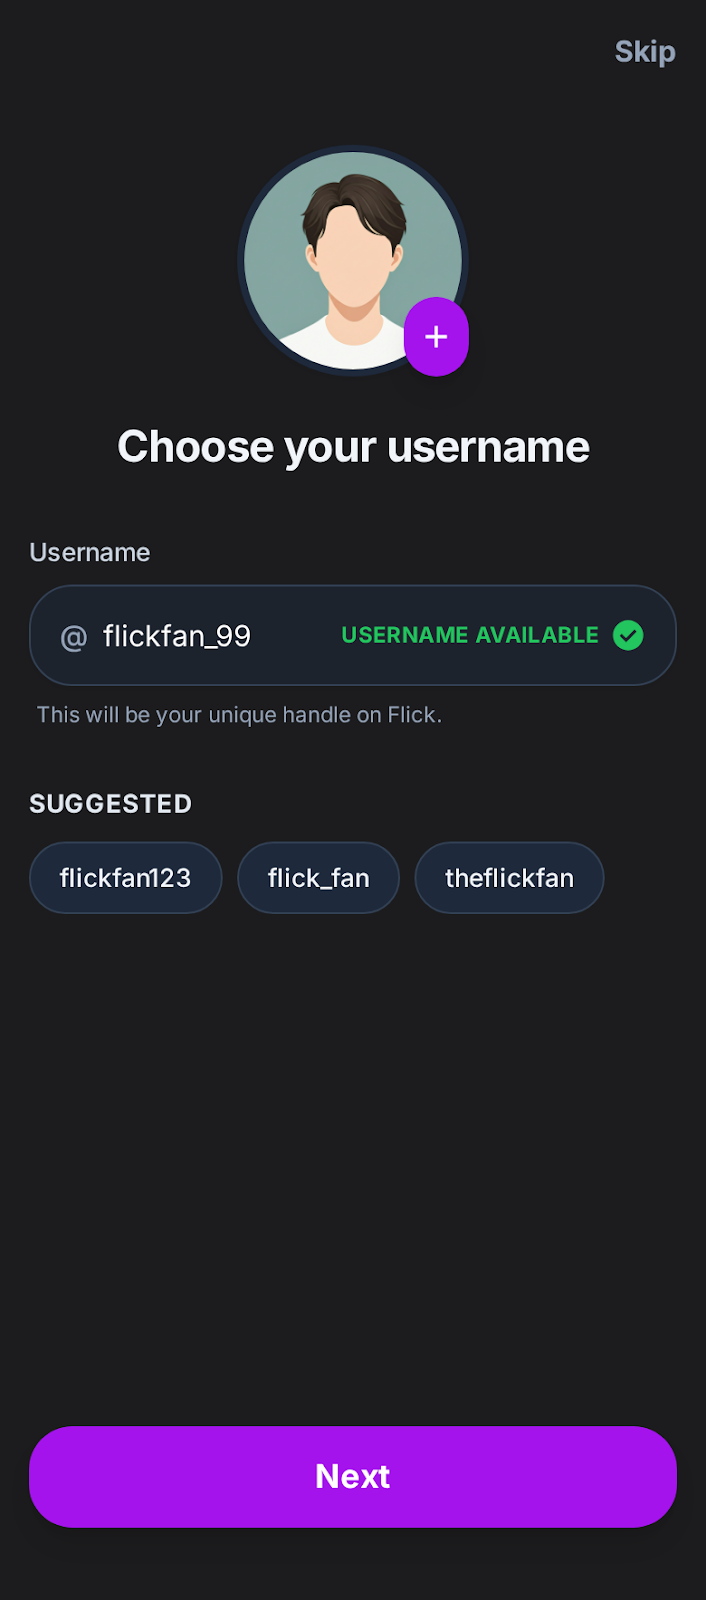 Skip
Choose your username
Username
@ flickfan_99 USERNAME AVAILABLE
This will be your unique handle on Flick.
SUGGESTED
flickfan123 flick_fan theflickfan
Next